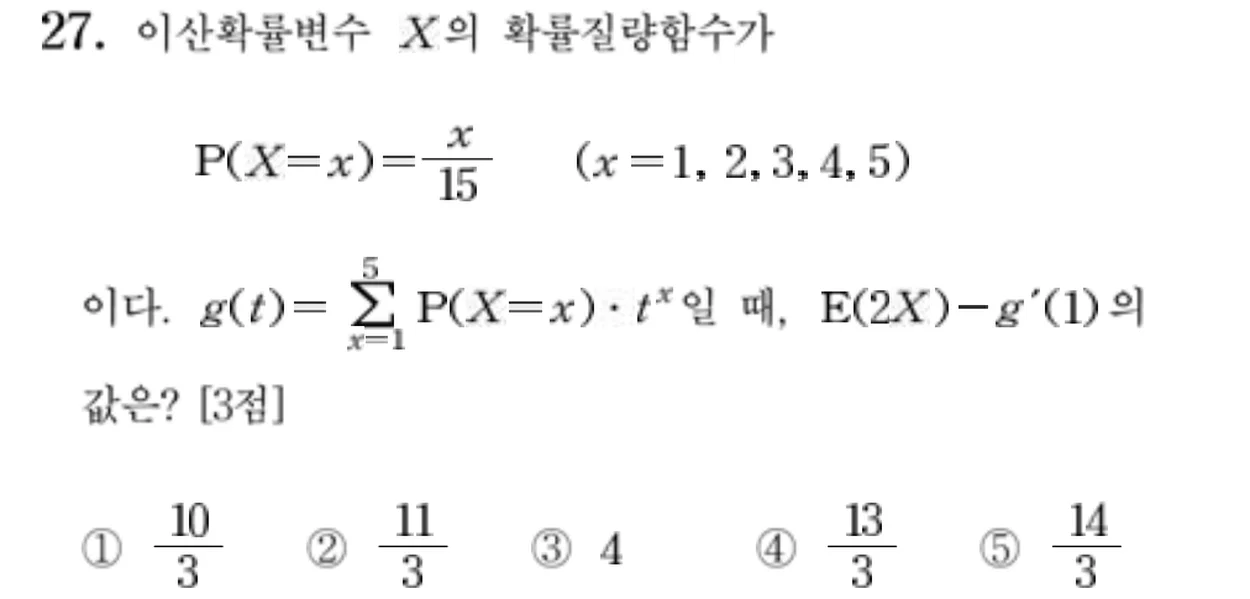 27. 이산확률변수 X의 확률질량함수가
P(X=x)=x/15 (x=1, 2, 3, 4, 5)
이다. g(t)=∑_{x=1}^{5} P(X=x)·t^x일 때, E(2X)-g′(1)의
값은? [3점]
① 10/3 ② 11/3 ③ 4 ④ 13/3 ⑤ 14/3